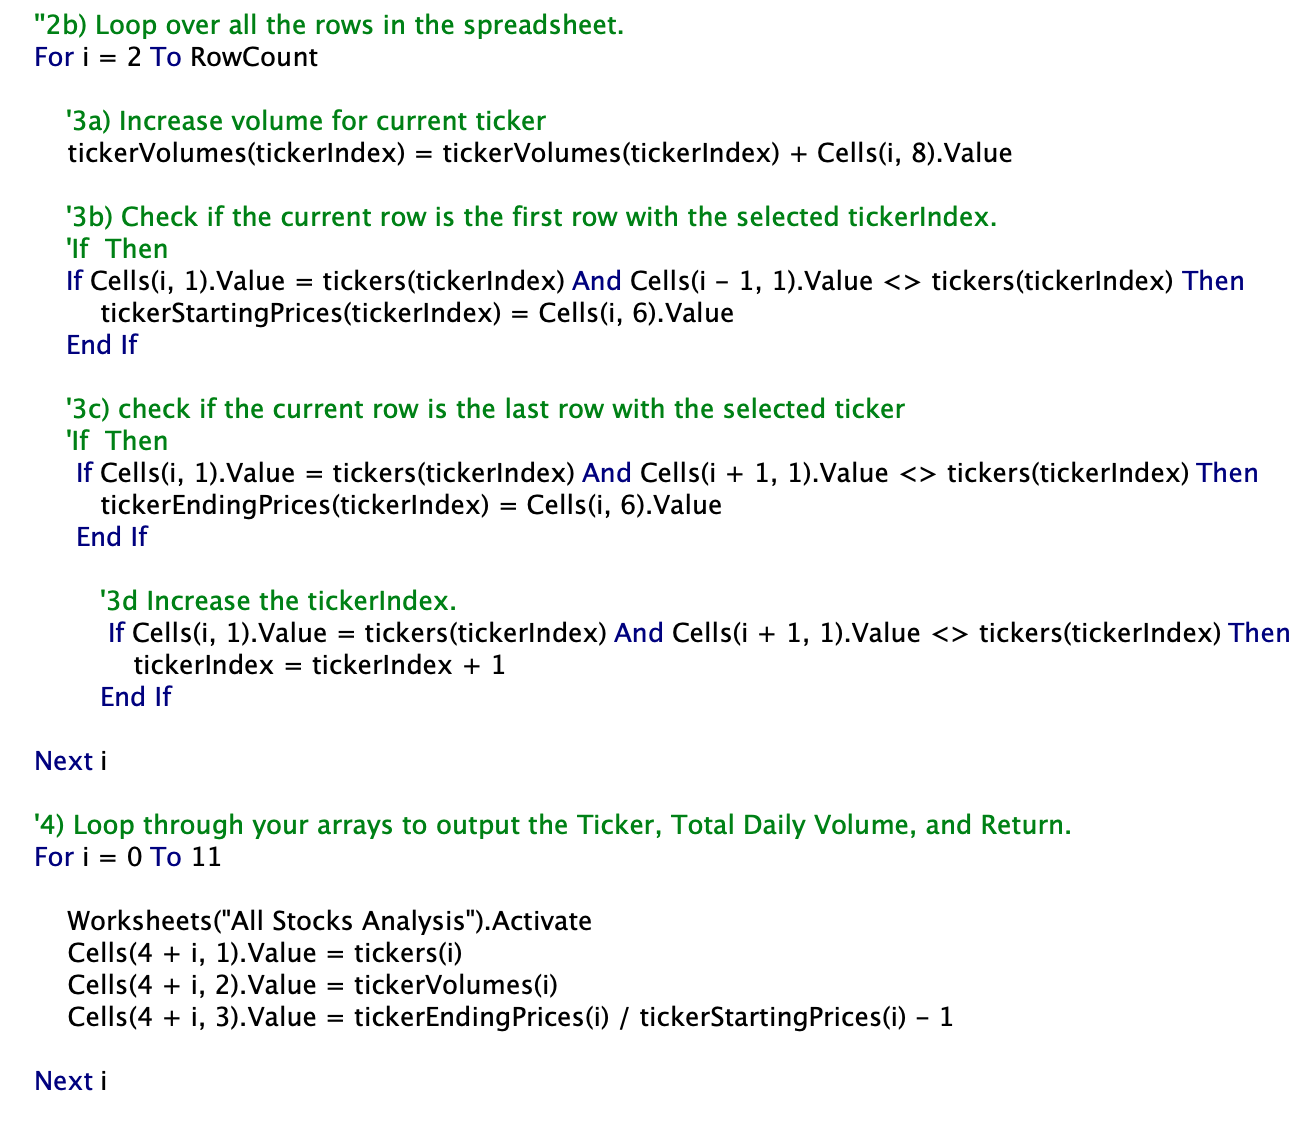 "2b) Loop over all the rows in the spreadsheet.
For i = 2 To RowCount
'3a) Increase volume for current ticker
tickerVolumes(tickerIndex) = tickerVolumes(tickerIndex) + Cells(i, 8).Value
'3b) Check if the current row is the first row with the selected tickerIndex.
'If  Then
If Cells(i, 1).Value = tickers(tickerIndex) And Cells(i - 1, 1).Value <> tickers(tickerIndex) Then
tickerStartingPrices(tickerIndex) = Cells(i, 6).Value
End If
'3c) check if the current row is the last row with the selected ticker
'If  Then
If Cells(i, 1).Value = tickers(tickerIndex) And Cells(i + 1, 1).Value <> tickers(tickerIndex) Then
tickerEndingPrices(tickerIndex) = Cells(i, 6).Value
End If
'3d Increase the tickerIndex.
If Cells(i, 1).Value = tickers(tickerIndex) And Cells(i + 1, 1).Value <> tickers(tickerIndex) Then
tickerIndex = tickerIndex + 1
End If
Next i
'4) Loop through your arrays to output the Ticker, Total Daily Volume, and Return.
For i = 0 To 11
Worksheets("All Stocks Analysis").Activate
Cells(4 + i, 1).Value = tickers(i)
Cells(4 + i, 2).Value = tickerVolumes(i)
Cells(4 + i, 3).Value = tickerEndingPrices(i) / tickerStartingPrices(i) - 1
Next i